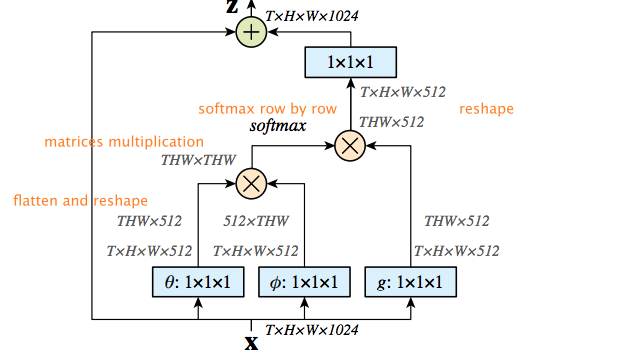 z
T×H×W×1024
+
1×1×1
T×H×W×512
softmax row by row
reshape
THW×512
softmax
matrices multiplication
THW×THW
flatten and reshape
THW×512
512×THW
THW×512
T×H×W×512
T×H×W×512
T×H×W×512
θ: 1×1×1
ϕ: 1×1×1
g: 1×1×1
T×H×W×1024
x